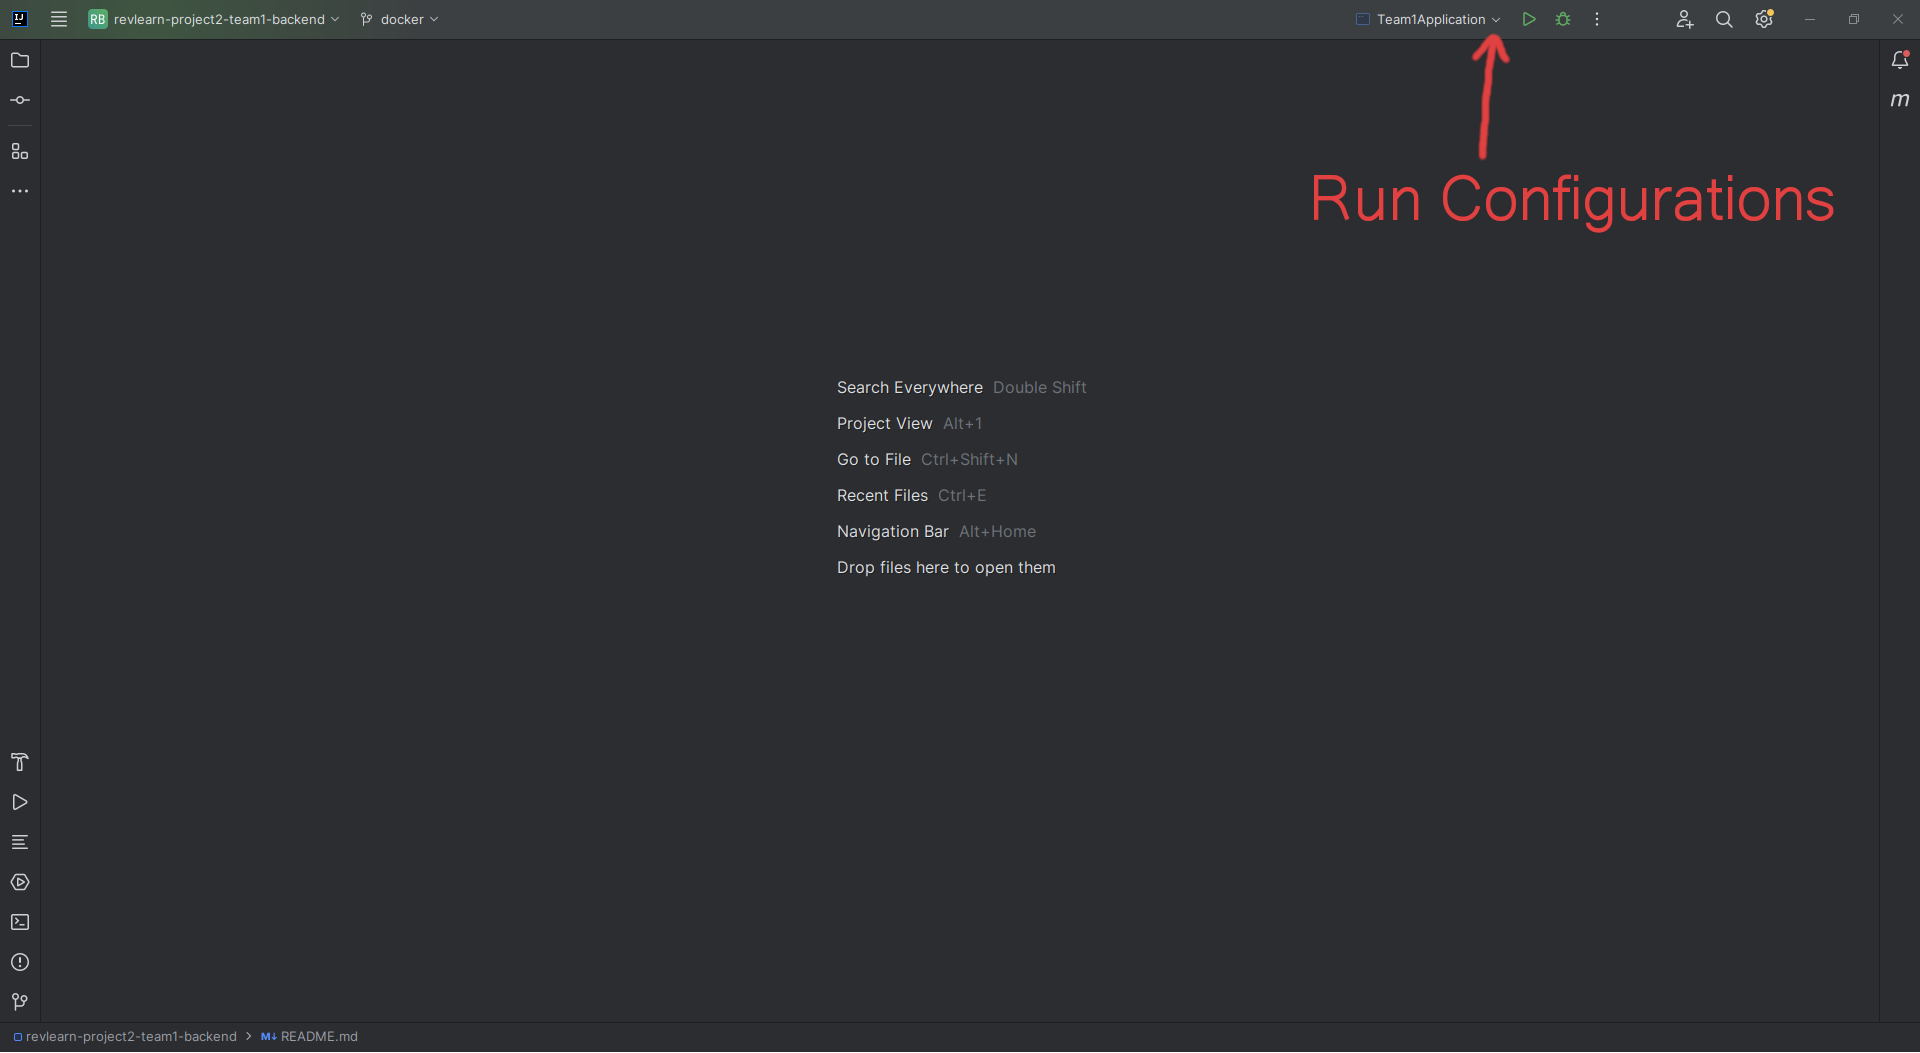 RB revlearn-project2-team1-backend docker Team1Application
m
Run Configurations
Search Everywhere Double Shift
Project View Alt+1
Go to File Ctrl+Shift+N
Recent Files Ctrl+E
Navigation Bar Alt+Home
Drop files here to open them
revlearn-project2-team1-backend > M↓ README.md